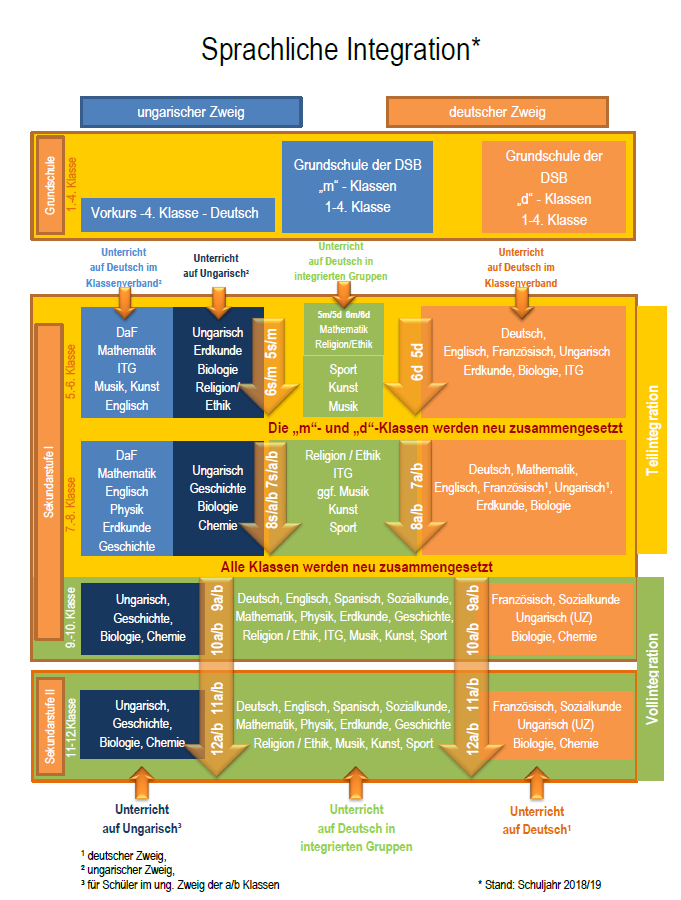 Sprachliche Integration*
ungarischer Zweig
deutscher Zweig
Grundschule
1.-4. Klasse
Vorkurs -4. Klasse - Deutsch
Grundschule der DSB
„m“ - Klassen
1-4. Klasse
Grundschule der
DSB
„d“ - Klassen
1-4. Klasse
Unterricht
auf Deutsch im
Klassenverband²
Unterricht
auf Ungarisch²
Unterricht
auf Deutsch in
integrierten Gruppen
Unterricht
auf Deutsch im
Klassenverband
Sekundarstufe I
5.-6. Klasse
DaF
Mathematik
ITG
Musik, Kunst
Englisch
Ungarisch
Erdkunde
Biologie
Religion/
Ethik
5s/m
6s/m
5m/5d 6m/6d
Mathematik
Religion/Ethik
Sport
Kunst
Musik
5d
6d
Deutsch,
Englisch, Französisch, Ungarisch
Erdkunde, Biologie, ITG
Teilintegration
Die „m“- und „d“-Klassen werden neu zusammengesetzt
7.-8. Klasse
DaF
Mathematik
Englisch
Physik
Erdkunde
Geschichte
Ungarisch
Geschichte
Biologie
Chemie
7s/a/b
8s/a/b
Religion / Ethik
ITG
ggf. Musik
Kunst
Sport
7a/b
8a/b
Deutsch, Mathematik,
Englisch, Französisch¹, Ungarisch¹,
Erdkunde, Biologie
Alle Klassen werden neu zusammengesetzt
9.-10. Klasse
Ungarisch,
Geschichte,
Biologie, Chemie
9a/b
10a/b
Deutsch, Englisch, Spanisch, Sozialkunde,
Mathematik, Physik, Erdkunde, Geschichte,
Religion / Ethik, ITG, Musik, Kunst, Sport
9a/b
10a/b
Französisch, Sozialkunde
Ungarisch (UZ)
Biologie, Chemie
Vollintegration
Sekundarstufe II
11-12.Klasse
Ungarisch,
Geschichte,
Biologie, Chemie
11a/b
12a/b
Deutsch, Englisch, Spanisch, Sozialkunde,
Mathematik, Physik, Erdkunde, Geschichte
Religion / Ethik, Musik, Kunst, Sport
11a/b
12a/b
Französisch, Sozialkunde
Ungarisch (UZ)
Biologie, Chemie
Unterricht
auf Ungarisch³
Unterricht
auf Deutsch in
integrierten Gruppen
Unterricht
auf Deutsch¹
¹ deutscher Zweig,
² ungarischer Zweig,
³ für Schüler im ung. Zweig der a/b Klassen
* Stand: Schuljahr 2018/19